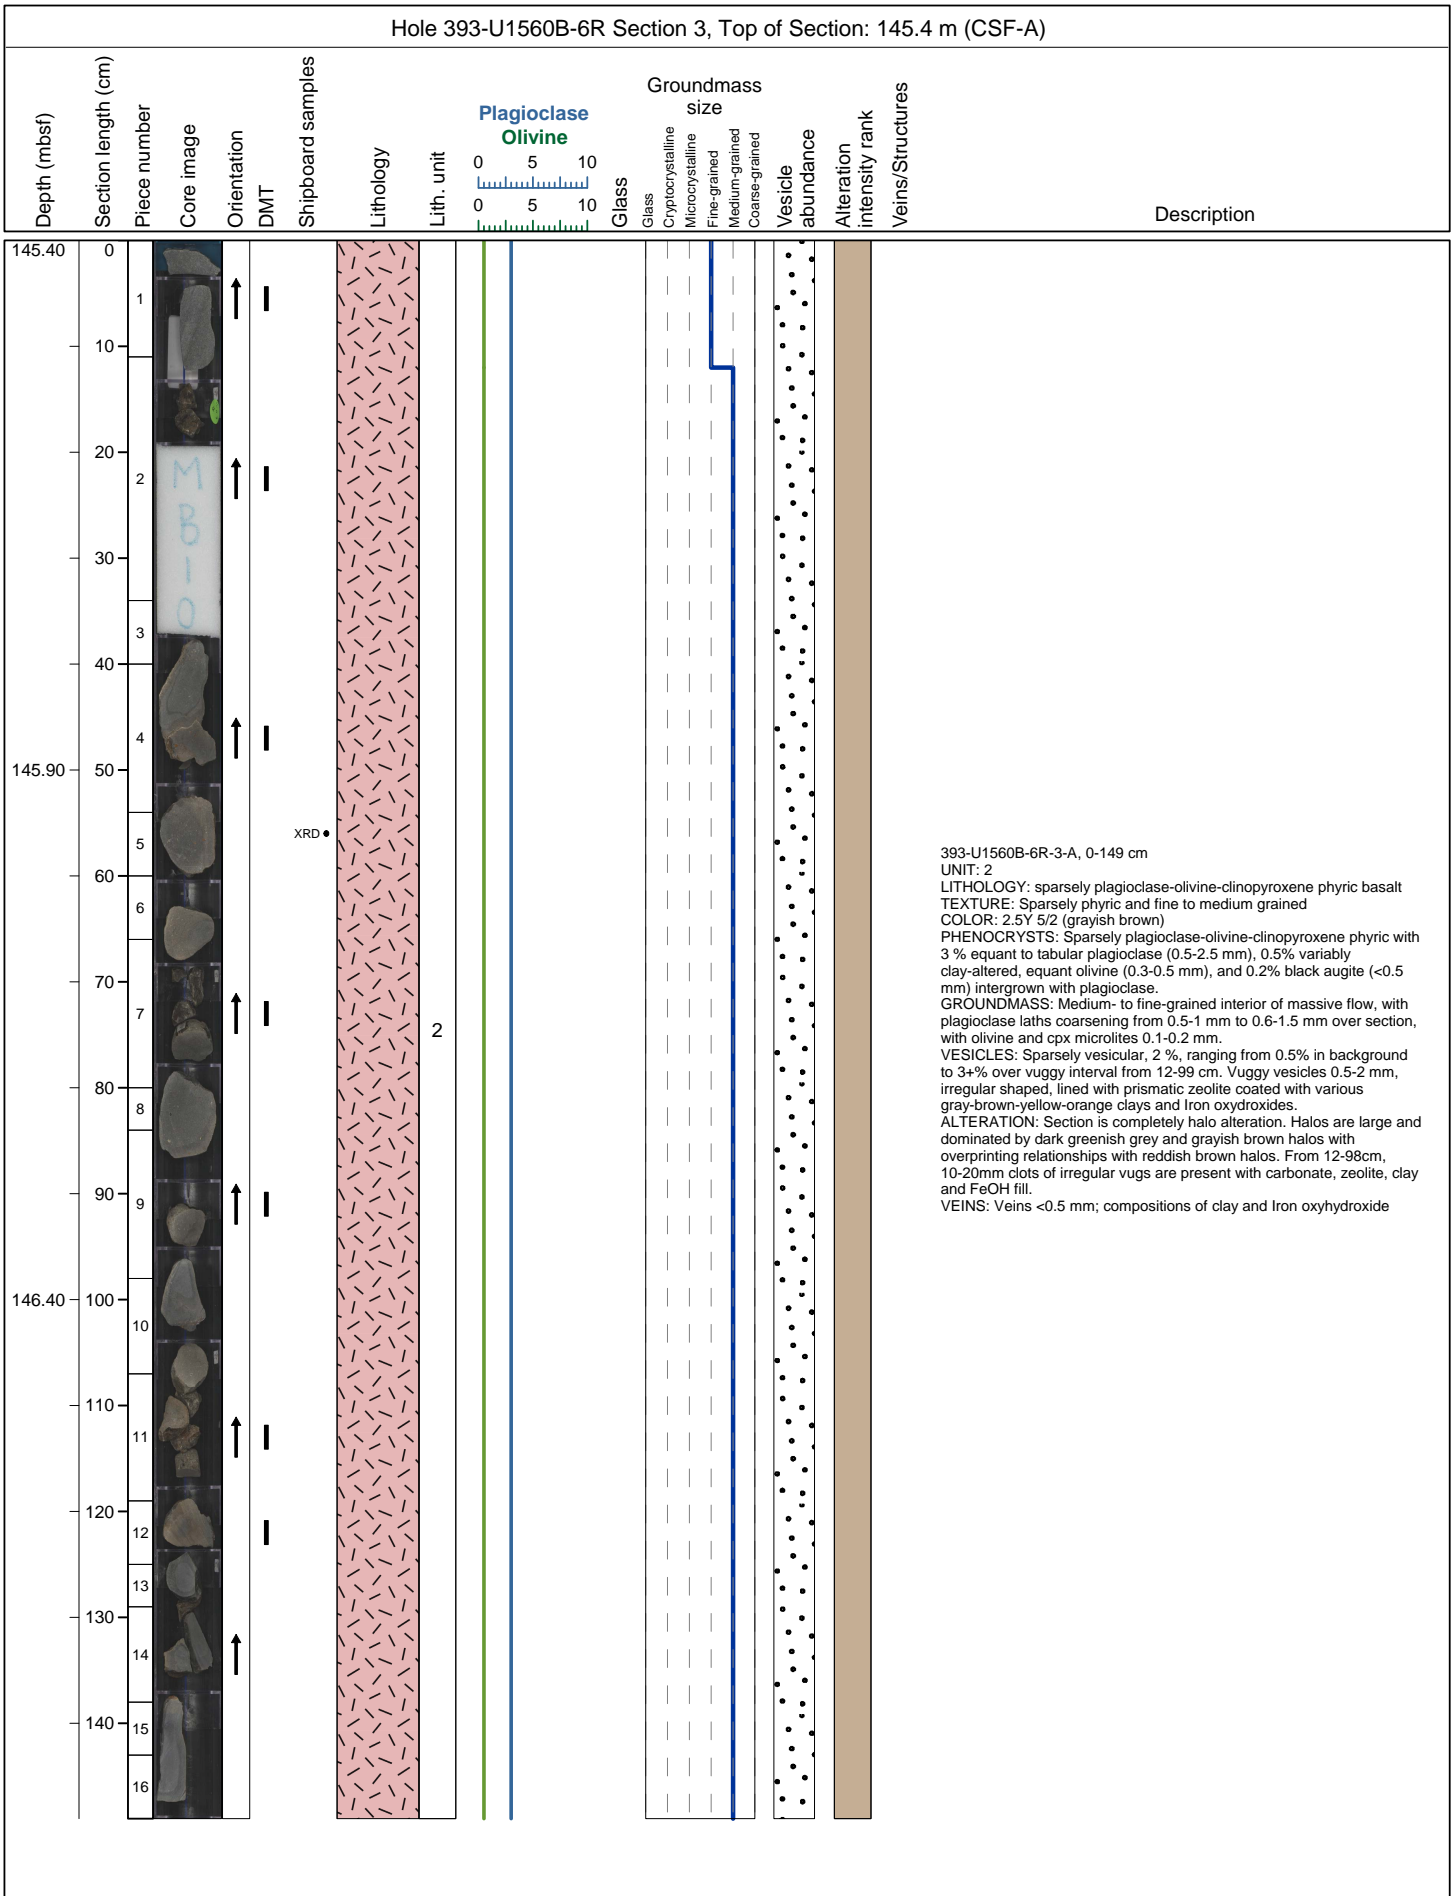 Hole 393-U1560B-6R Section 3, Top of Section: 145.4 m (CSF-A)
Depth (mbsf)
Section length (cm)
Piece number
Core image
Orientation
DMT
Shipboard samples
Lithology
Lith. unit
Plagioclase
Olivine
0 5 10
0 5 10
Glass
Groundmass
size
Glass
Cryptocrystalline
Microcrystalline
Fine-grained
Medium-grained
Coarse-grained
Vesicle
abundance
Alteration
intensity rank
Veins/Structures
Description
145.40
0
1
10
20
2
M
B
I
O
30
3
40
4
145.90
50
XRD
5
60
6
70
7
2
80
8
90
9
146.40
100
10
110
11
120
12
13
130
14
140
15
16
393-U1560B-6R-3-A, 0-149 cm
UNIT: 2
LITHOLOGY: sparsely plagioclase-olivine-clinopyroxene phyric basalt
TEXTURE: Sparsely phyric and fine to medium grained
COLOR: 2.5Y 5/2 (grayish brown)
PHENOCRYSTS: Sparsely plagioclase-olivine-clinopyroxene phyric with
3 % equant to tabular plagioclase (0.5-2.5 mm), 0.5% variably
clay-altered, equant olivine (0.3-0.5 mm), and 0.2% black augite (<0.5
mm) intergrown with plagioclase.
GROUNDMASS: Medium- to fine-grained interior of massive flow, with
plagioclase laths coarsening from 0.5-1 mm to 0.6-1.5 mm over section,
with olivine and cpx microlites 0.1-0.2 mm.
VESICLES: Sparsely vesicular, 2 %, ranging from 0.5% in background
to 3+% over vuggy interval from 12-99 cm. Vuggy vesicles 0.5-2 mm,
irregular shaped, lined with prismatic zeolite coated with various
gray-brown-yellow-orange clays and Iron oxydroxides.
ALTERATION: Section is completely halo alteration. Halos are large and
dominated by dark greenish grey and grayish brown halos with
overprinting relationships with reddish brown halos. From 12-98cm,
10-20mm clots of irregular vugs are present with carbonate, zeolite, clay
and FeOH fill.
VEINS: Veins <0.5 mm; compositions of clay and Iron oxyhydroxide